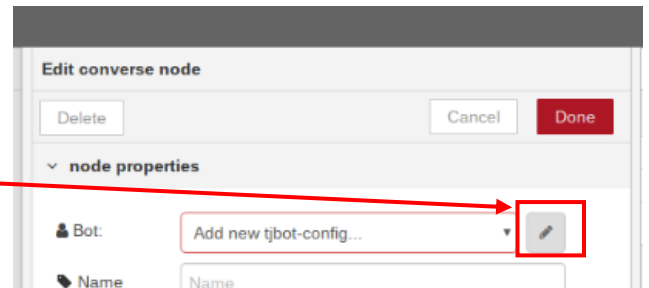 Edit converse node
Delete Cancel Done
node properties
Bot: Add new tjbot-config...
Name Name